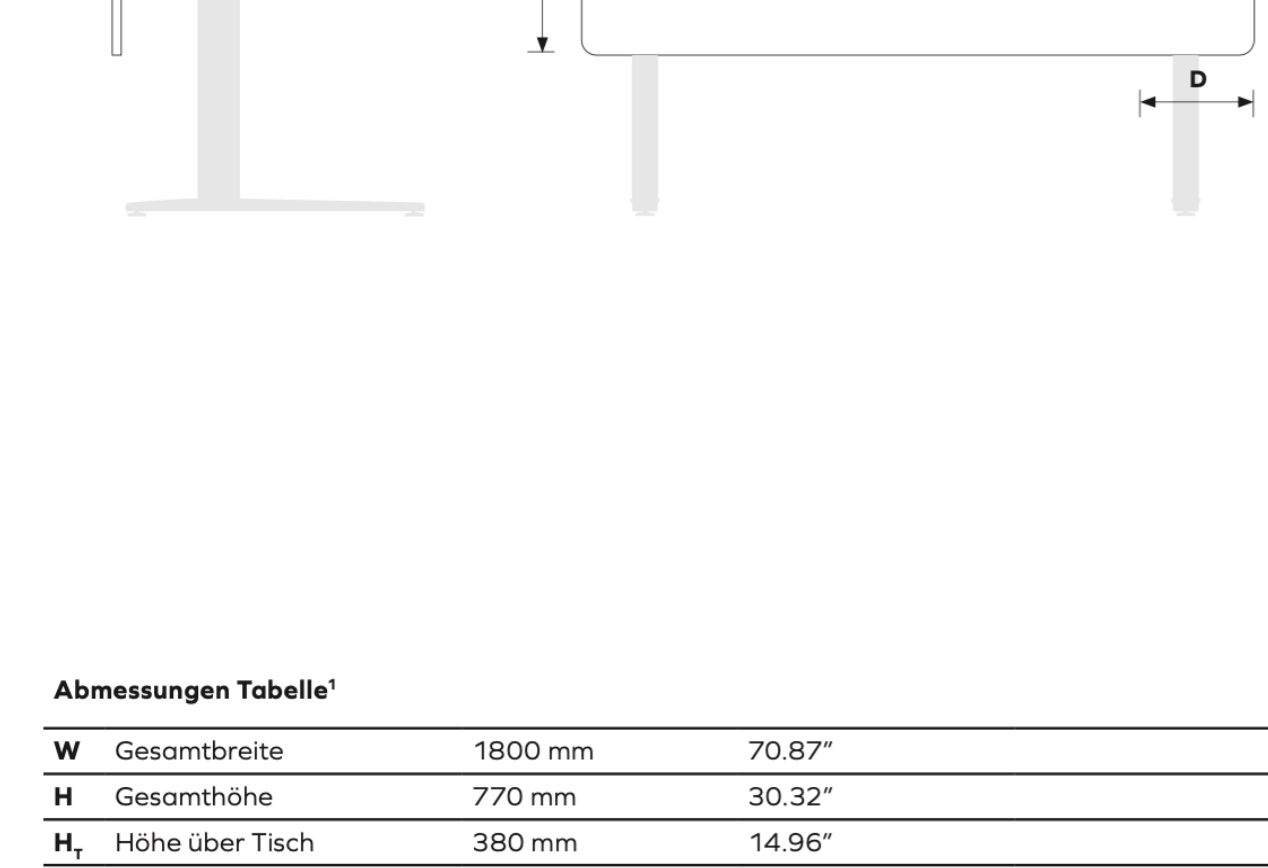 D
Abmessungen Tabelle¹
W Gesamtbreite 1800 mm 70.87″
H Gesamthöhe 770 mm 30.32″
H_T Höhe über Tisch 380 mm 14.96″